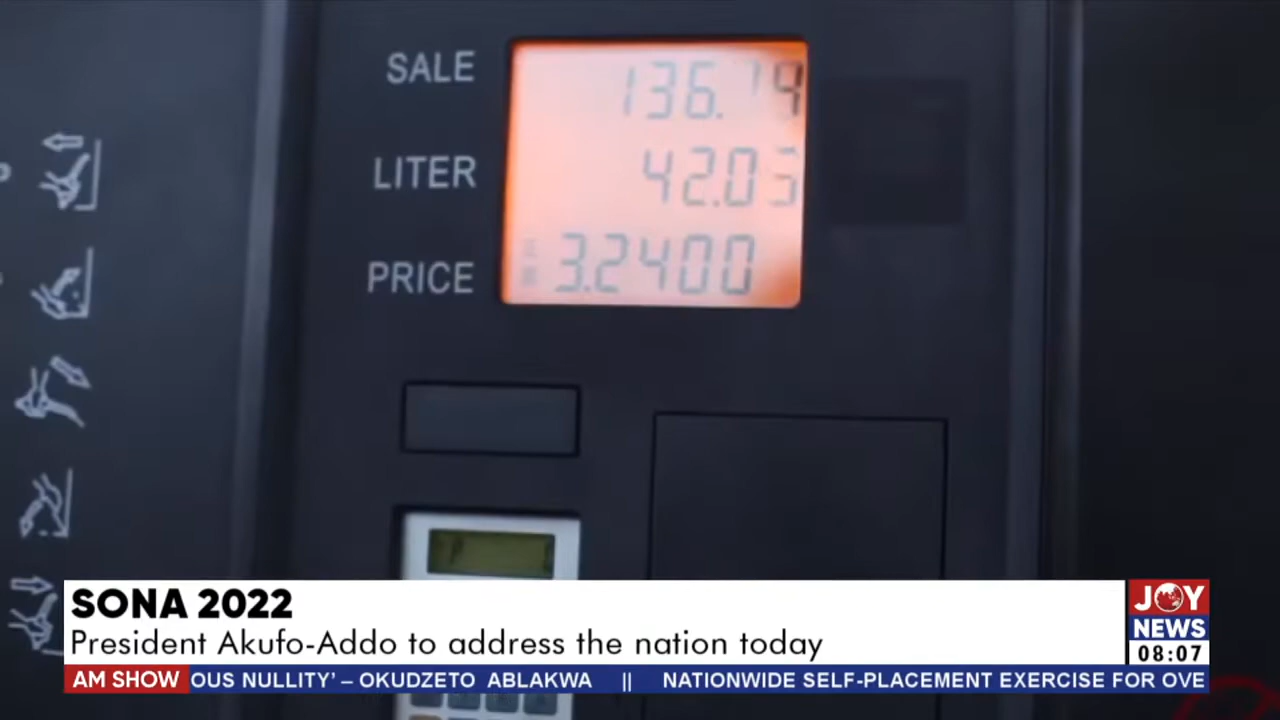 SALE
136.14
LITER
42.03
PRICE
3.2400
SONA 2022
President Akufo-Addo to address the nation today
JOY
NEWS
08:07
AM SHOW OUS NULLITY’ – OKUDZETO ABLAKWA || NATIONWIDE SELF-PLACEMENT EXERCISE FOR OVE